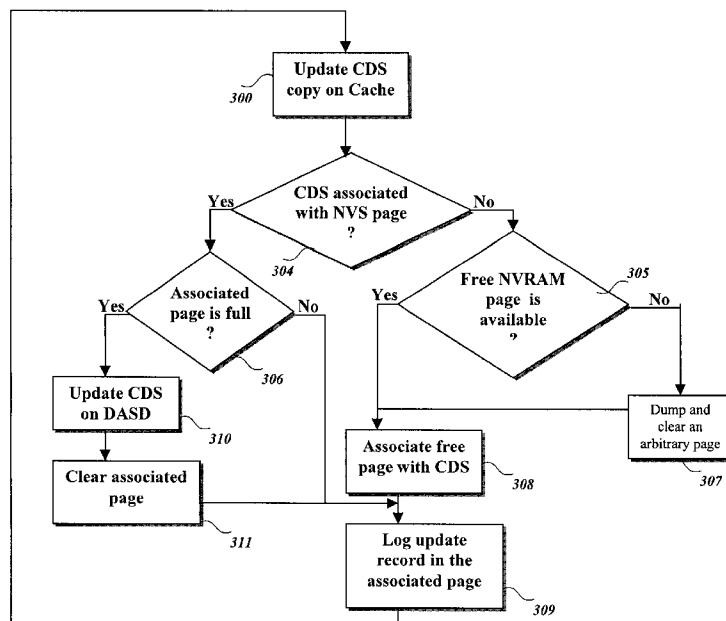 Update CDS
copy on Cache
300
CDS associated
with NVS page
?
Yes
No
304
Associated
page is full
?
Yes
No
306
Free NVRAM
page is
available
?
Yes
No
305
Update CDS
on DASD
310
Dump and
clear an
arbitrary page
307
Associate free
page with CDS
308
Clear associated
page
311
Log update
record in the
associated page
309